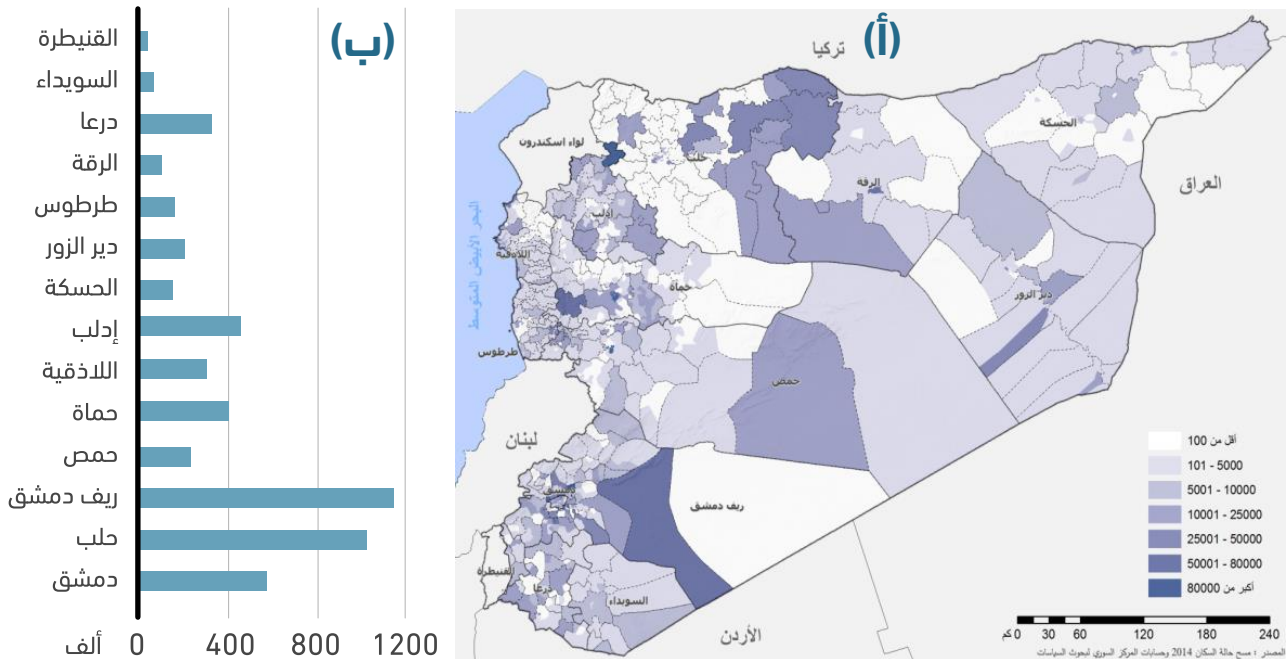 (أ)
تركيا
لواء اسكندرون
حلب
الحسكة
الرقة
العراق
إدلب
اللاذقية
البحر الأبيض المتوسط
حماة
دير الزور
طرطوس
حمص
لبنان
دمشق
ريف دمشق
القنيطرة
درعا
السويداء
الأردن
أقل من 100
101 - 5000
5001 - 10000
10001 - 25000
25001 - 50000
50001 - 80000
أكبر من 80000
كم 0 30 60 120 180 240
المصدر : مسح حالة السكان 2014 وحسابات المركز السوري لبحوث السياسات
(ب)
القنيطرة
السويداء
درعا
الرقة
طرطوس
دير الزور
الحسكة
إدلب
اللاذقية
حماة
حمص
ريف دمشق
حلب
دمشق
ألف 0 400 800 1200